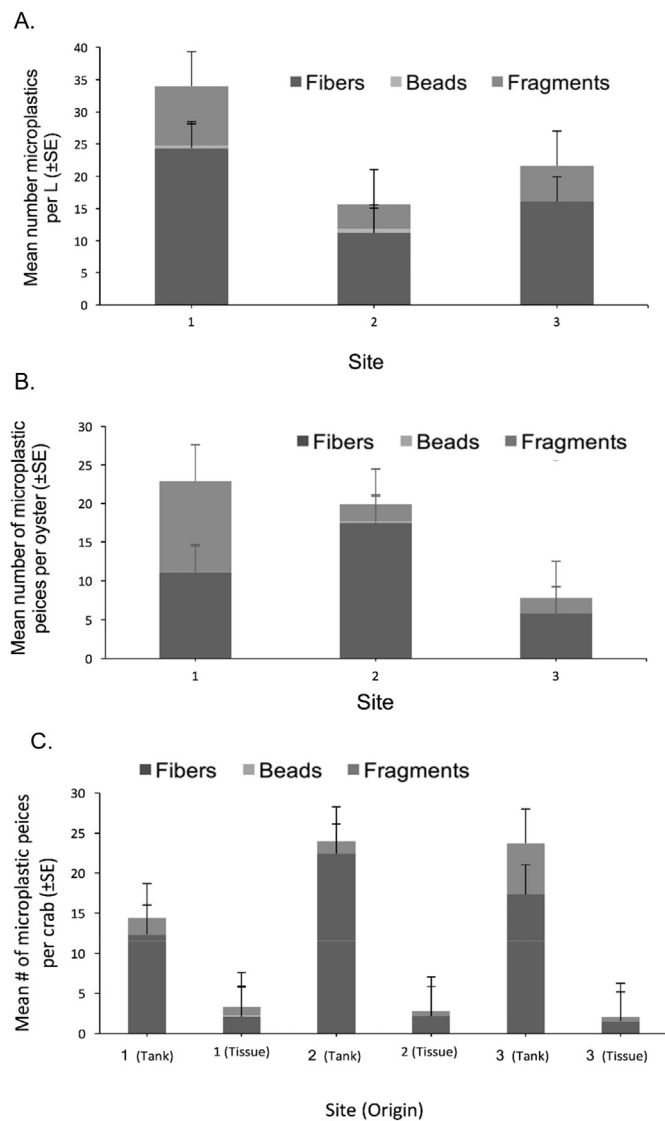 A.
Mean number microplastics
per L (±SE)
40
35
30
25
20
15
10
5
0
Fibers Beads Fragments
1 2 3
Site
B.
Mean number of microplastic
peices per oyster (±SE)
30
25
20
15
10
5
0
Fibers Beads Fragments
1 2 3
Site
C.
Fibers Beads Fragments
Mean # of microplastic peices
per crab (±SE)
30
25
20
15
10
5
0
1 (Tank) 1 (Tissue) 2 (Tank) 2 (Tissue) 3 (Tank) 3 (Tissue)
Site (Origin)